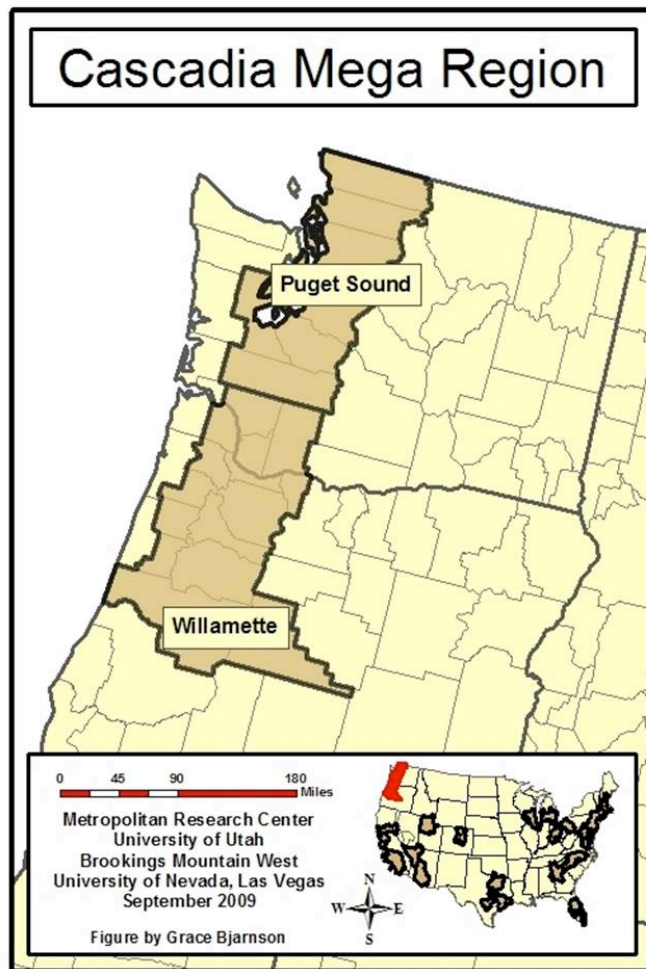 Cascadia Mega Region
Puget Sound
Willamette
0 45 90 180
Miles
Metropolitan Research Center
University of Utah
Brookings Mountain West
University of Nevada, Las Vegas
September 2009
Figure by Grace Bjarnson
N
W E
S